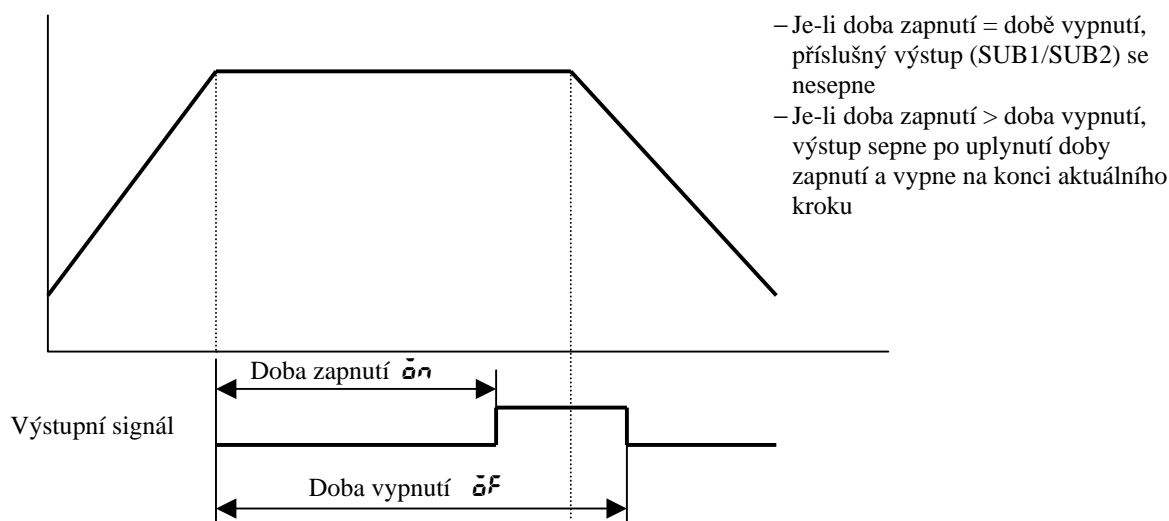 – Je-li doba zapnutí = době vypnutí,
příslušný výstup (SUB1/SUB2) se
nesepne
– Je-li doba zapnutí > doba vypnutí,
výstup sepne po uplynutí doby
zapnutí a vypne na konci aktuálního
kroku
Doba zapnutí
Výstupní signál
Doba vypnutí